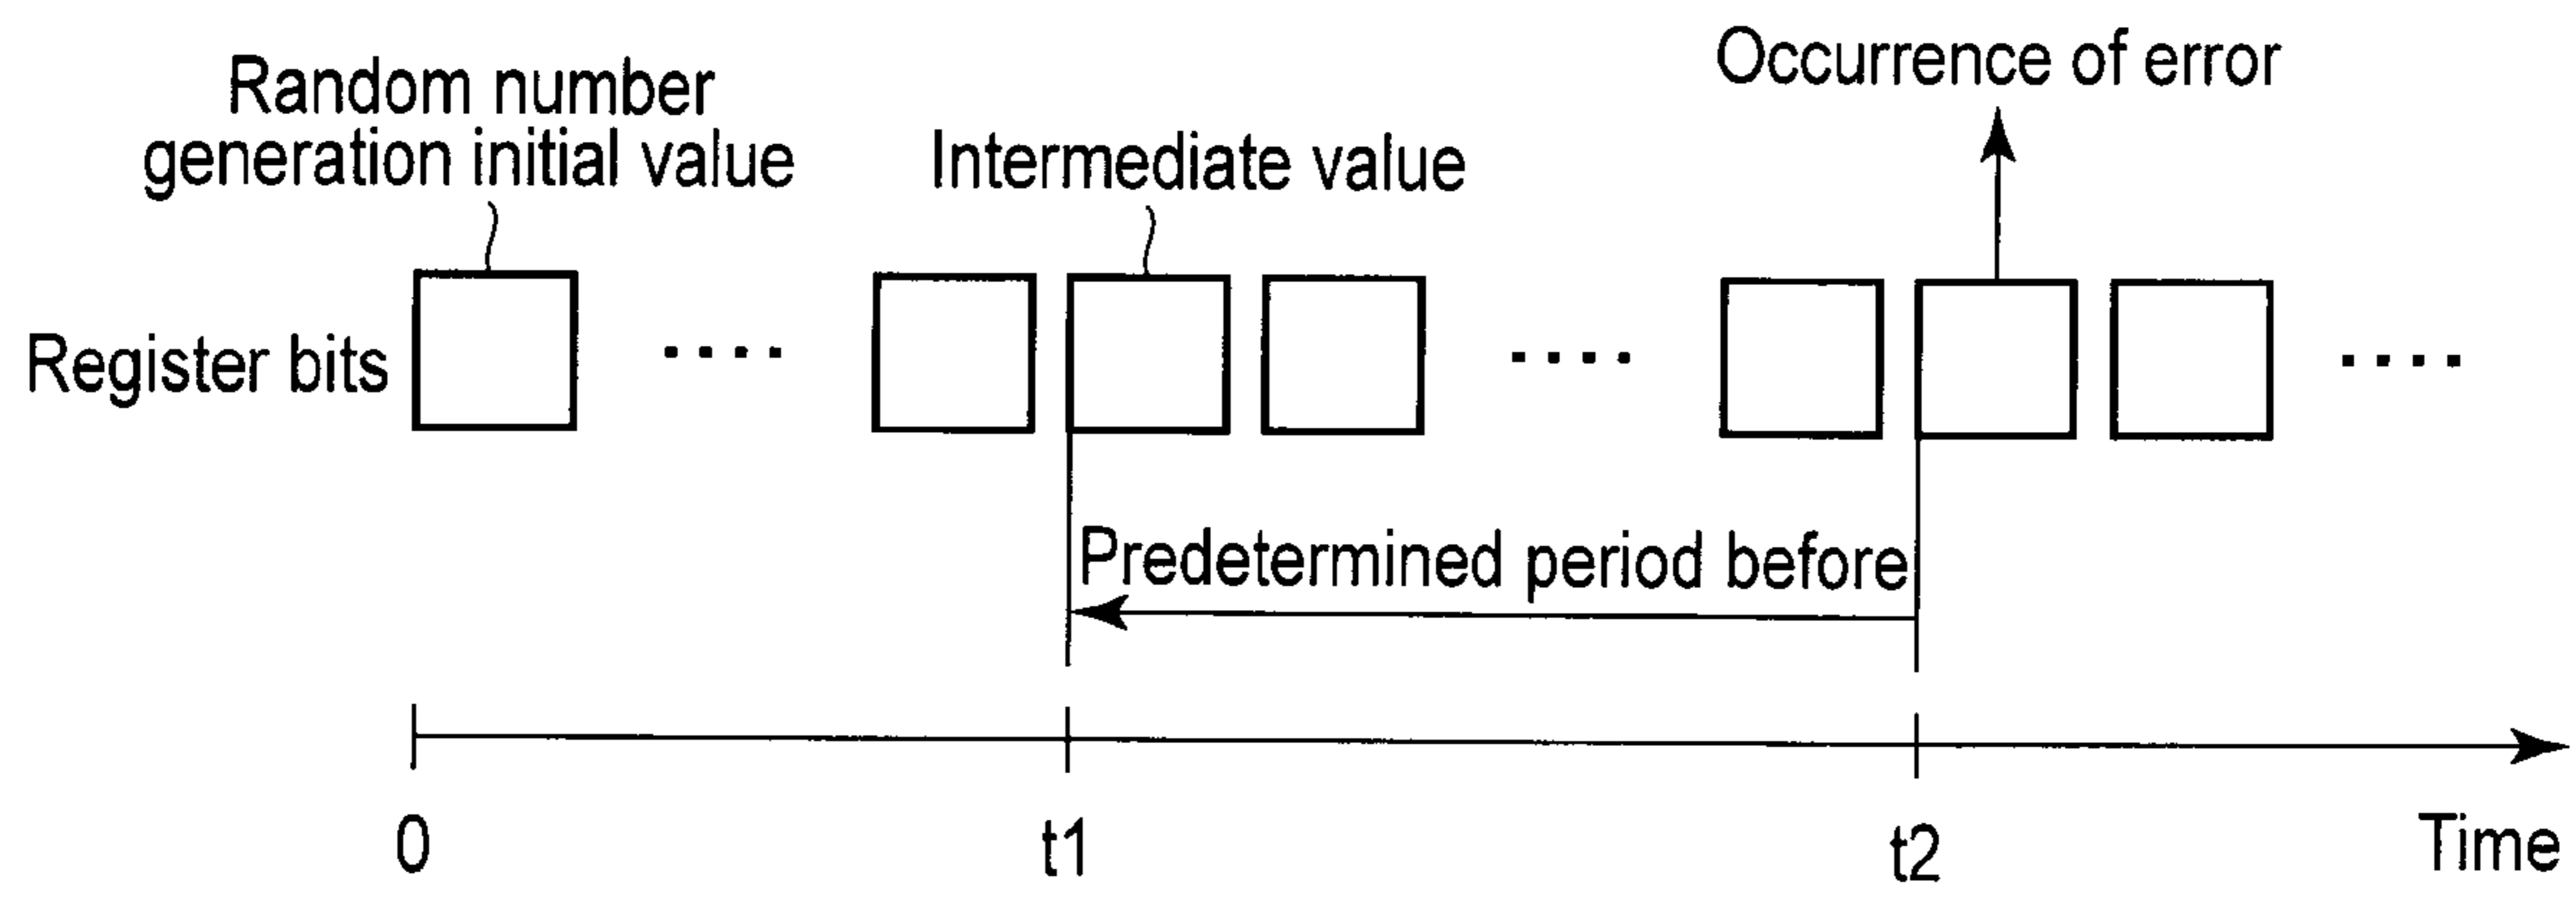 Occurrence of error
Random number
generation initial value
Intermediate value
Register bits
Predetermined period before
0
t1
t2
Time